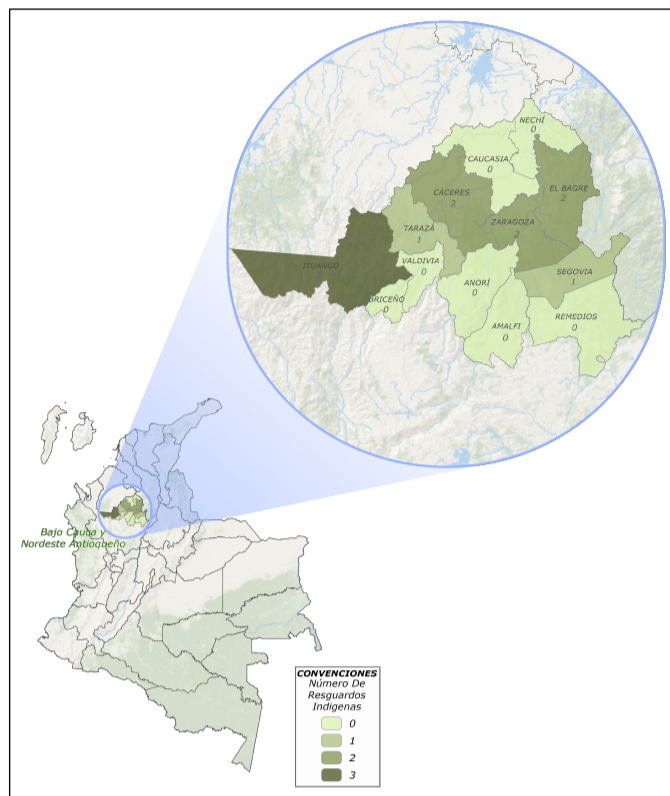 NECHÍ
0
CAUCASIA
0
CÁCERES
2
EL BAGRE
2
ZARAGOZA
2
TARAZÁ
1
ITUANGO
VALDIVIA
0
SEGOVIA
1
ANORÍ
0
BRICEÑO
0
REMEDIOS
0
AMALFI
0
Bajo Cauca y
Nordeste Antioqueño
CONVENCIONES
Número De
Resguardos
Indigenas
0
1
2
3